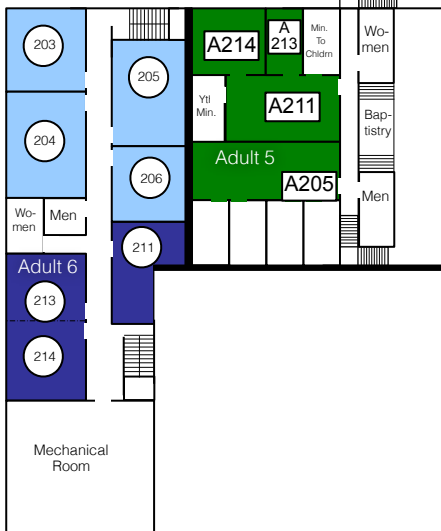 203
205
A214
A
213
Min.
To
Chldrn
Wo-
men
204
Ytl
Min.
A211
Bap-
tistry
206
Adult 5
A205
Men
Wo-
men
Men
211
Adult 6
213
214
Mechanical
Room